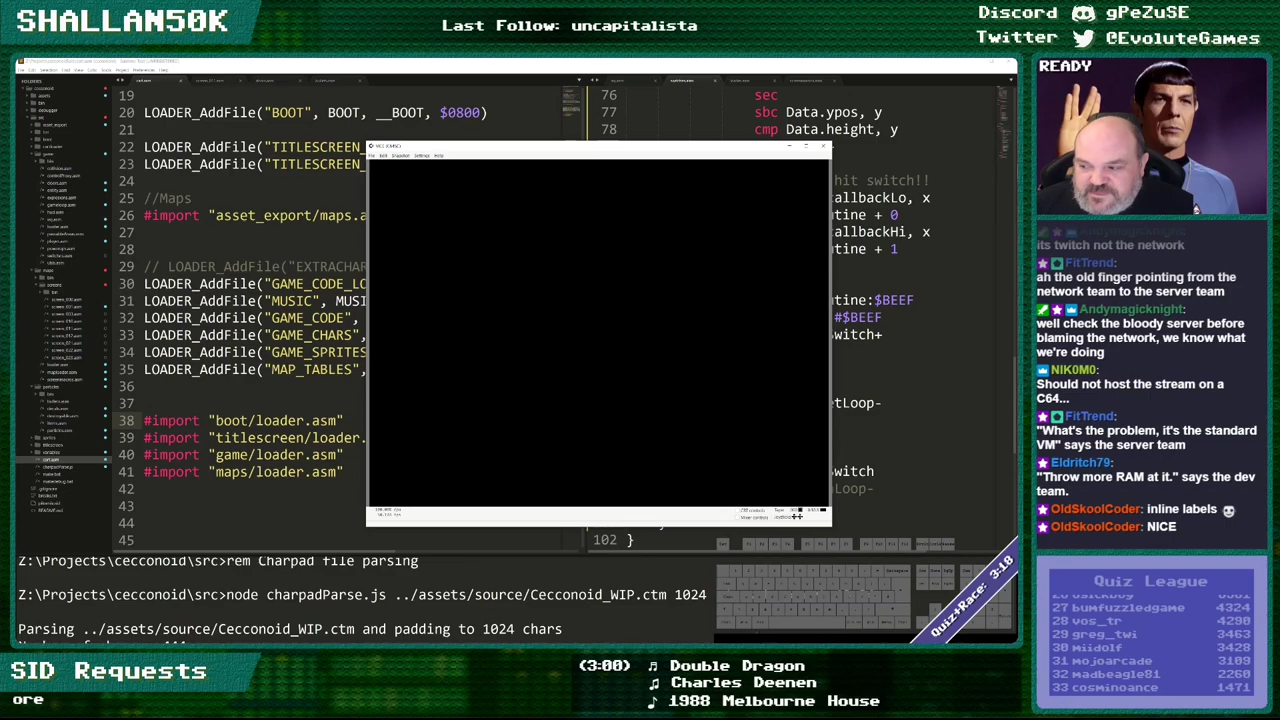 SHALLAN50K
Last Follow: uncapitalista
Discord gPeZuSE
Twitter @EvoluteGames
READY
19
20 LOADER_AddFile("BOOT", BOOT, __BOOT, $0800)
21
22 LOADER_AddFile("TITLESCREEN_
23 LOADER_AddFile("TITLESCREEN_
24
25 //Maps
26 #import "asset_export/maps.a
27
28
29 // LOADER_AddFile("EXTRACHAR
30 LOADER_AddFile("GAME_CODE_LO
31 LOADER_AddFile("MUSIC", MUSI
32 LOADER_AddFile("GAME_CODE",
33 LOADER_AddFile("GAME_CHARS",
34 LOADER_AddFile("GAME_SPRITES
35 LOADER_AddFile("MAP_TABLES",
36
37
38 #import "boot/loader.asm"
39 #import "titlescreen/loader.
40 #import "game/loader.asm"
41 #import "maps/loader.asm"
42
43
44
45
76 sec
77 sbc Data.ypos, y
78 cmp Data.height, y
hit switch!!
allbackLo, x
utine + 0
allbackHi, x
utine + 1
utine:$BEEF
#$BEEF
witch+
etLoop-
witch
oLoop-
102 }
File Edit Snapshot Settings Help
Z:\Projects\cecconoid\src>rem Charpad file parsing
Z:\Projects\cecconoid\src>node charpadParse.js ../assets/source/Cecconoid_WIP.ctm 1024
Parsing ../assets/source/Cecconoid_WIP.ctm and padding to 1024 chars
Quiz+Race: 3:18
Andymagicknight:
its twitch not the network
FitTrend:
ah the old finger pointing from the
network team to the server team
Andymagicknight:
well check the bloody server before
blaming the network, we know what
we're doing
NIK0M0:
Should not host the stream on a
C64...
FitTrend:
"What's the problem, it's the standard
VM" says the server team
Eldritch79:
"Throw more RAM at it." says the dev
team.
OldSkoolCoder: inline labels
OldSkoolCoder: NICE
Quiz League
27 bumfuzzledgame 4324
28 vos_tr 4290
29 greg_twi 3463
30 Miidolf 3428
31 mojoarcade 3109
32 madbeagle81 2260
33 cosminoance 1471
SID Requests
ore
(3:00) Double Dragon
Charles Deenen
1988 Melbourne House